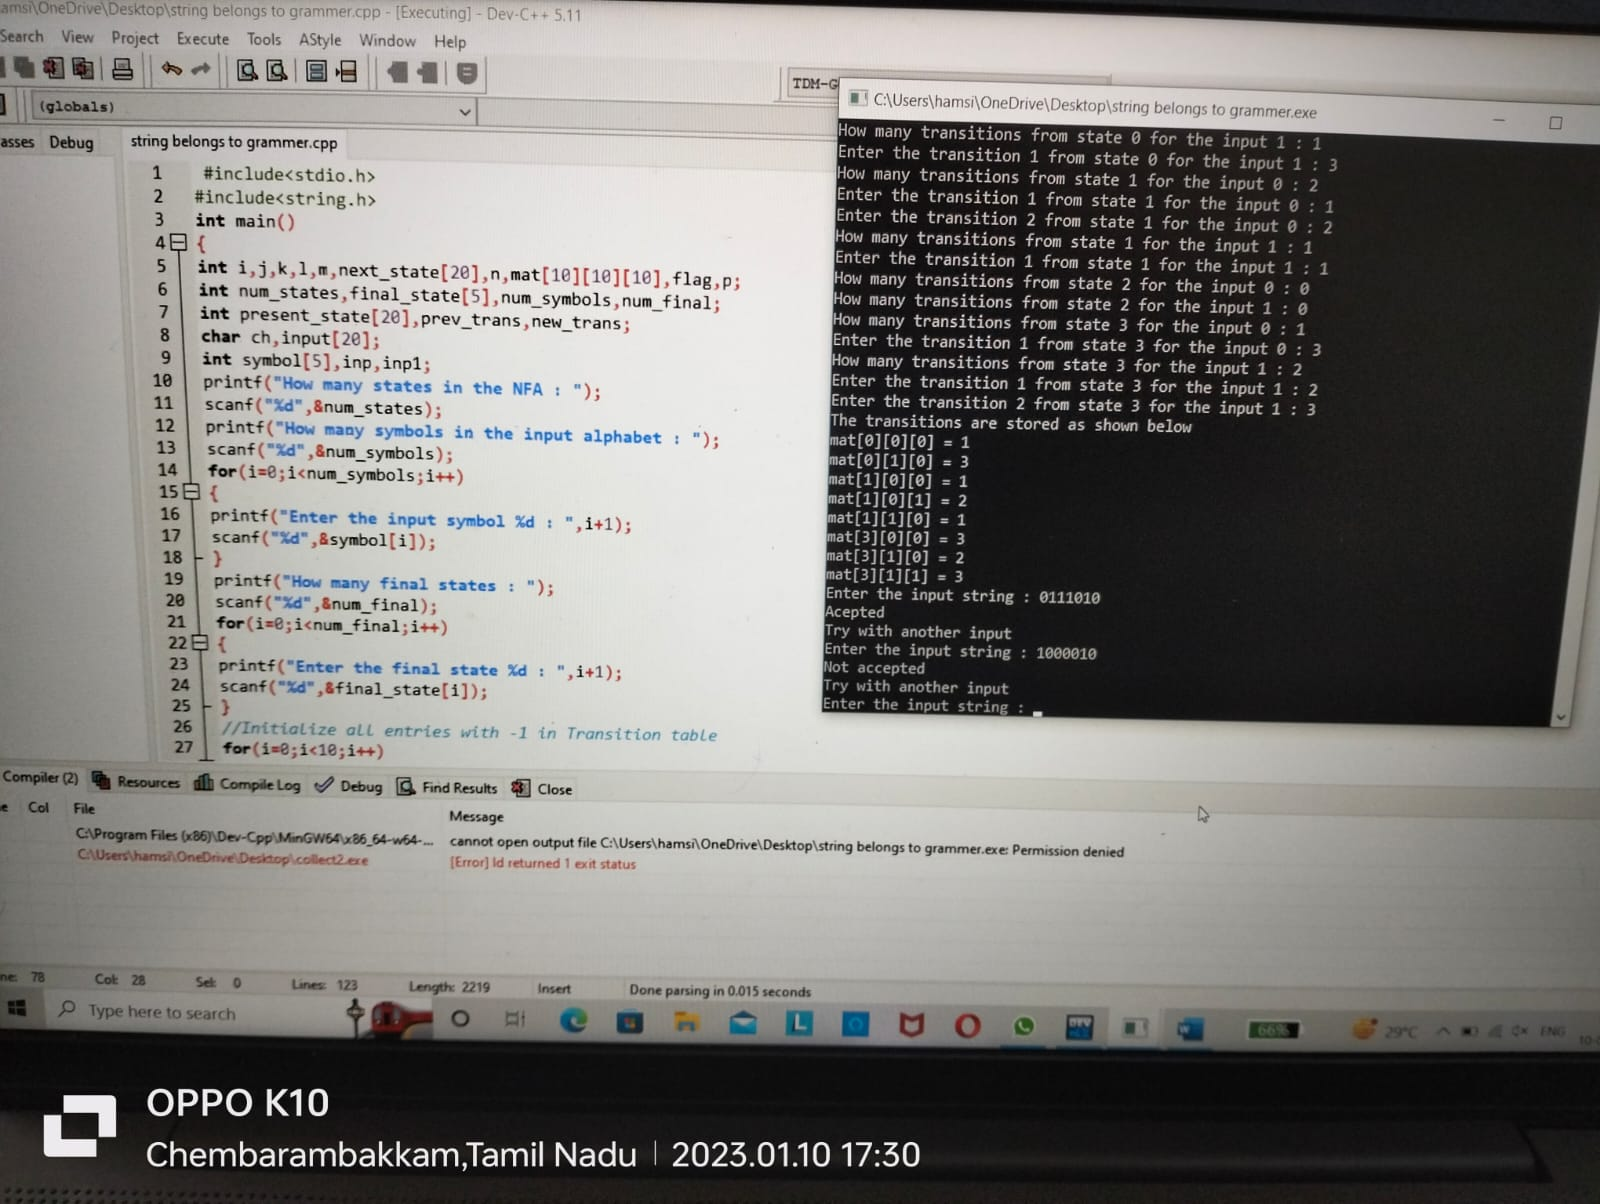 amsi\OneDrive\Desktop\string belongs to grammer.cpp - [Executing] - Dev-C++ 5.11
Search View Project Execute Tools AStyle Window Help
TDM-G
(globals)
asses Debug
string belongs to grammer.cpp
1 #include<stdio.h>
2 #include<string.h>
3 int main()
4 {
5 int i,j,k,l,m,next_state[20],n,mat[10][10][10],flag,p;
6 int num_states,final_state[5],num_symbols,num_final;
7 int present_state[20],prev_trans,new_trans;
8 char ch,input[20];
9 int symbol[5],inp,inp1;
10 printf("How many states in the NFA : ");
11 scanf("%d",&num_states);
12 printf("How many symbols in the input alphabet : ");
13 scanf("%d",&num_symbols);
14 for(i=0;i<num_symbols;i++)
15 {
16 printf("Enter the input symbol %d : ",i+1);
17 scanf("%d",&symbol[i]);
18 }
19 printf("How many final states : ");
20 scanf("%d",&num_final);
21 for(i=0;i<num_final;i++)
22 {
23 printf("Enter the final state %d : ",i+1);
24 scanf("%d",&final_state[i]);
25 }
26 //Initialize all entries with -1 in Transition table
27 for(i=0;i<10;i++)
C:\Users\hamsi\OneDrive\Desktop\string belongs to grammer.exe
How many transitions from state 0 for the input 1 : 1
Enter the transition 1 from state 0 for the input 1 : 3
How many transitions from state 1 for the input 0 : 2
Enter the transition 1 from state 1 for the input 0 : 1
Enter the transition 2 from state 1 for the input 0 : 2
How many transitions from state 1 for the input 1 : 1
Enter the transition 1 from state 1 for the input 1 : 1
How many transitions from state 2 for the input 0 : 0
How many transitions from state 2 for the input 1 : 0
How many transitions from state 3 for the input 0 : 1
Enter the transition 1 from state 3 for the input 0 : 3
How many transitions from state 3 for the input 1 : 2
Enter the transition 1 from state 3 for the input 1 : 2
Enter the transition 2 from state 3 for the input 1 : 3
The transitions are stored as shown below
mat[0][0][0] = 1
mat[0][1][0] = 3
mat[1][0][0] = 1
mat[1][0][1] = 2
mat[1][1][0] = 1
mat[3][0][0] = 3
mat[3][1][0] = 2
mat[3][1][1] = 3
Enter the input string : 0111010
Acepted
Try with another input
Enter the input string : 1000010
Not accepted
Try with another input
Enter the input string :
Compiler (2) Resources Compile Log Debug Find Results Close
e Col File Message
C:\Program Files (x86)\Dev-Cpp\MinGW64\x86_64-w64-... cannot open output file C:\Users\hamsi\OneDrive\Desktop\string belongs to grammer.exe: Permission denied
C:\Users\hamsi\OneDrive\Desktop\collect2.exe [Error] ld returned 1 exit status
ne: 78 Col: 28 Sel: 0 Lines: 123 Length: 2219 Insert Done parsing in 0.015 seconds
Type here to search
L
DEV
W
66%
29°C
ENG
OPPO K10
Chembarambakkam,Tamil Nadu | 2023.01.10 17:30